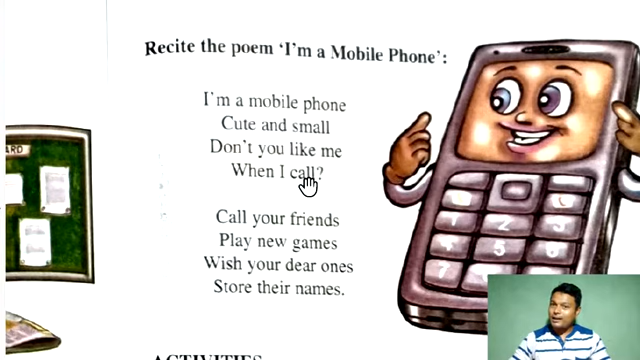 Recite the poem ‘I’m a Mobile Phone’:
I’m a mobile phone
Cute and small
Don’t you like me
When I call?
Call your friends
Play new games
Wish your dear ones
Store their names.
ACTIVITIES